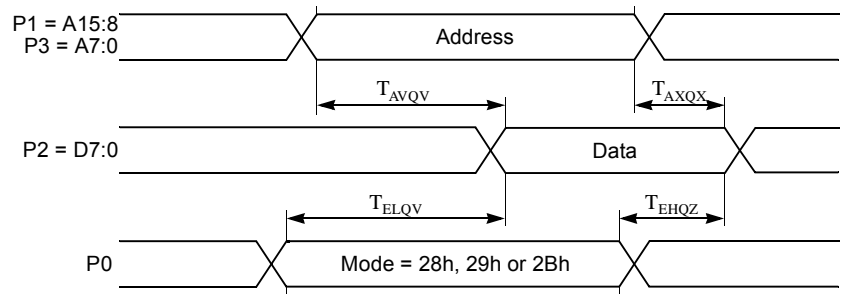 P1 = A15:8
P3 = A7:0
Address
TAVQV
TAXQX
P2 = D7:0
Data
TELQV
TEHQZ
P0
Mode = 28h, 29h or 2Bh